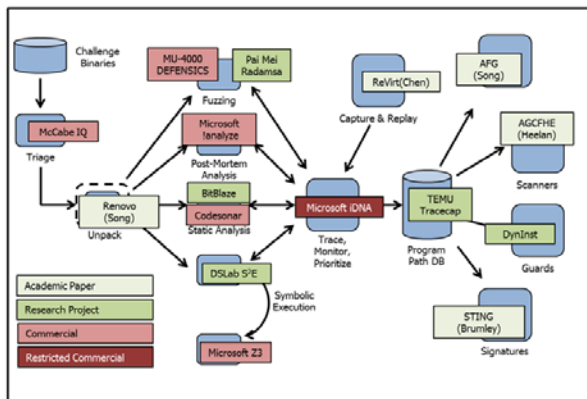 Challenge
Binaries
McCabe IQ
Triage
Renovo
(Song)
Unpack
MU-4000
DEFENSICS
Pai Mei
Radamsa
Fuzzing
Microsoft
!analyze
Post-Mortem
Analysis
BitBlaze
Codesonar
Static Analysis
DSLab S²E
Symbolic
Execution
Microsoft Z3
ReVirt(Chen)
Capture & Replay
Microsoft iDNA
Trace,
Monitor,
Prioritize
TEMU
Tracecap
Program
Path DB
AFG
(Song)
AGCFHE
(Heelan)
Scanners
DynInst
Guards
STING
(Brumley)
Signatures
Academic Paper
Research Project
Commercial
Restricted Commercial